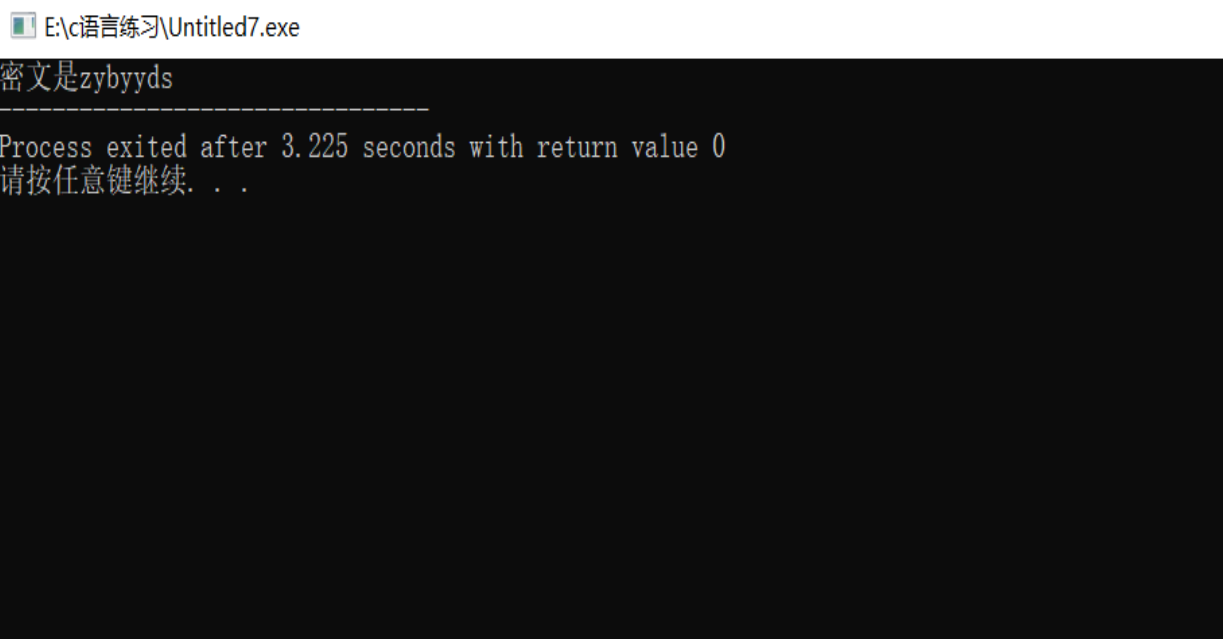 E:\c语言练习\Untitled7.exe
密文是zybyyds
--------------------------------
Process exited after 3.225 seconds with return value 0
请按任意键继续. . .